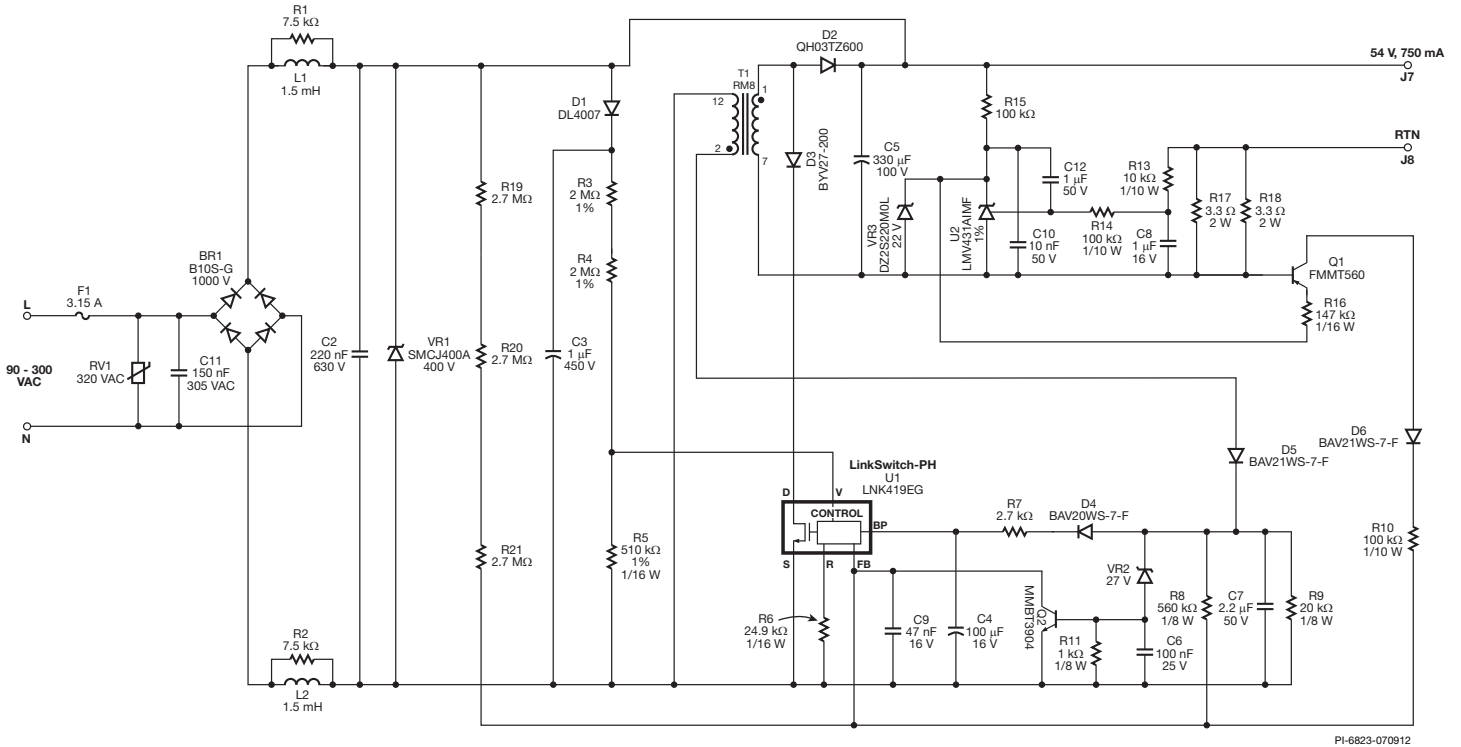 R1
7.5 kΩ
L1
1.5 mH
D2
QH03TZ600
54 V, 750 mA
J7
T1
RM8
12
1
2
7
D1
DL4007
D3
BYV27-200
C5
330 µF
100 V
R15
100 kΩ
RTN
J8
C12
1 µF
50 V
R13
10 kΩ
1/10 W
R17
3.3 Ω
2 W
R18
3.3 Ω
2 W
R19
2.7 MΩ
R3
2 MΩ
1%
VR3
DZ2S220M0L
22 V
U2
LMV431AIMF
1%
C10
10 nF
50 V
R14
100 kΩ
1/10 W
C8
1 µF
16 V
R4
2 MΩ
1%
BR1
B10S-G
1000 V
Q1
FMMT560
R16
147 kΩ
1/16 W
F1
3.15 A
L
90 - 300
VAC
N
RV1
320 VAC
C11
150 nF
305 VAC
C2
220 nF
630 V
VR1
SMCJ400A
400 V
R20
2.7 MΩ
C3
1 µF
450 V
D6
BAV21WS-7-F
D5
BAV21WS-7-F
LinkSwitch-PH
U1
LNK419EG
D
V
CONTROL
BP
S
R
FB
R7
2.7 kΩ
D4
BAV20WS-7-F
R10
100 kΩ
1/10 W
R21
2.7 MΩ
R5
510 kΩ
1%
1/16 W
VR2
27 V
R8
560 kΩ
1/8 W
C7
2.2 µF
50 V
R9
20 kΩ
1/8 W
R6
24.9 kΩ
1/16 W
C9
47 nF
16 V
C4
100 µF
16 V
Q2
MMBT3904
R11
1 kΩ
1/8 W
C6
100 nF
25 V
R2
7.5 kΩ
L2
1.5 mH
PI-6823-070912